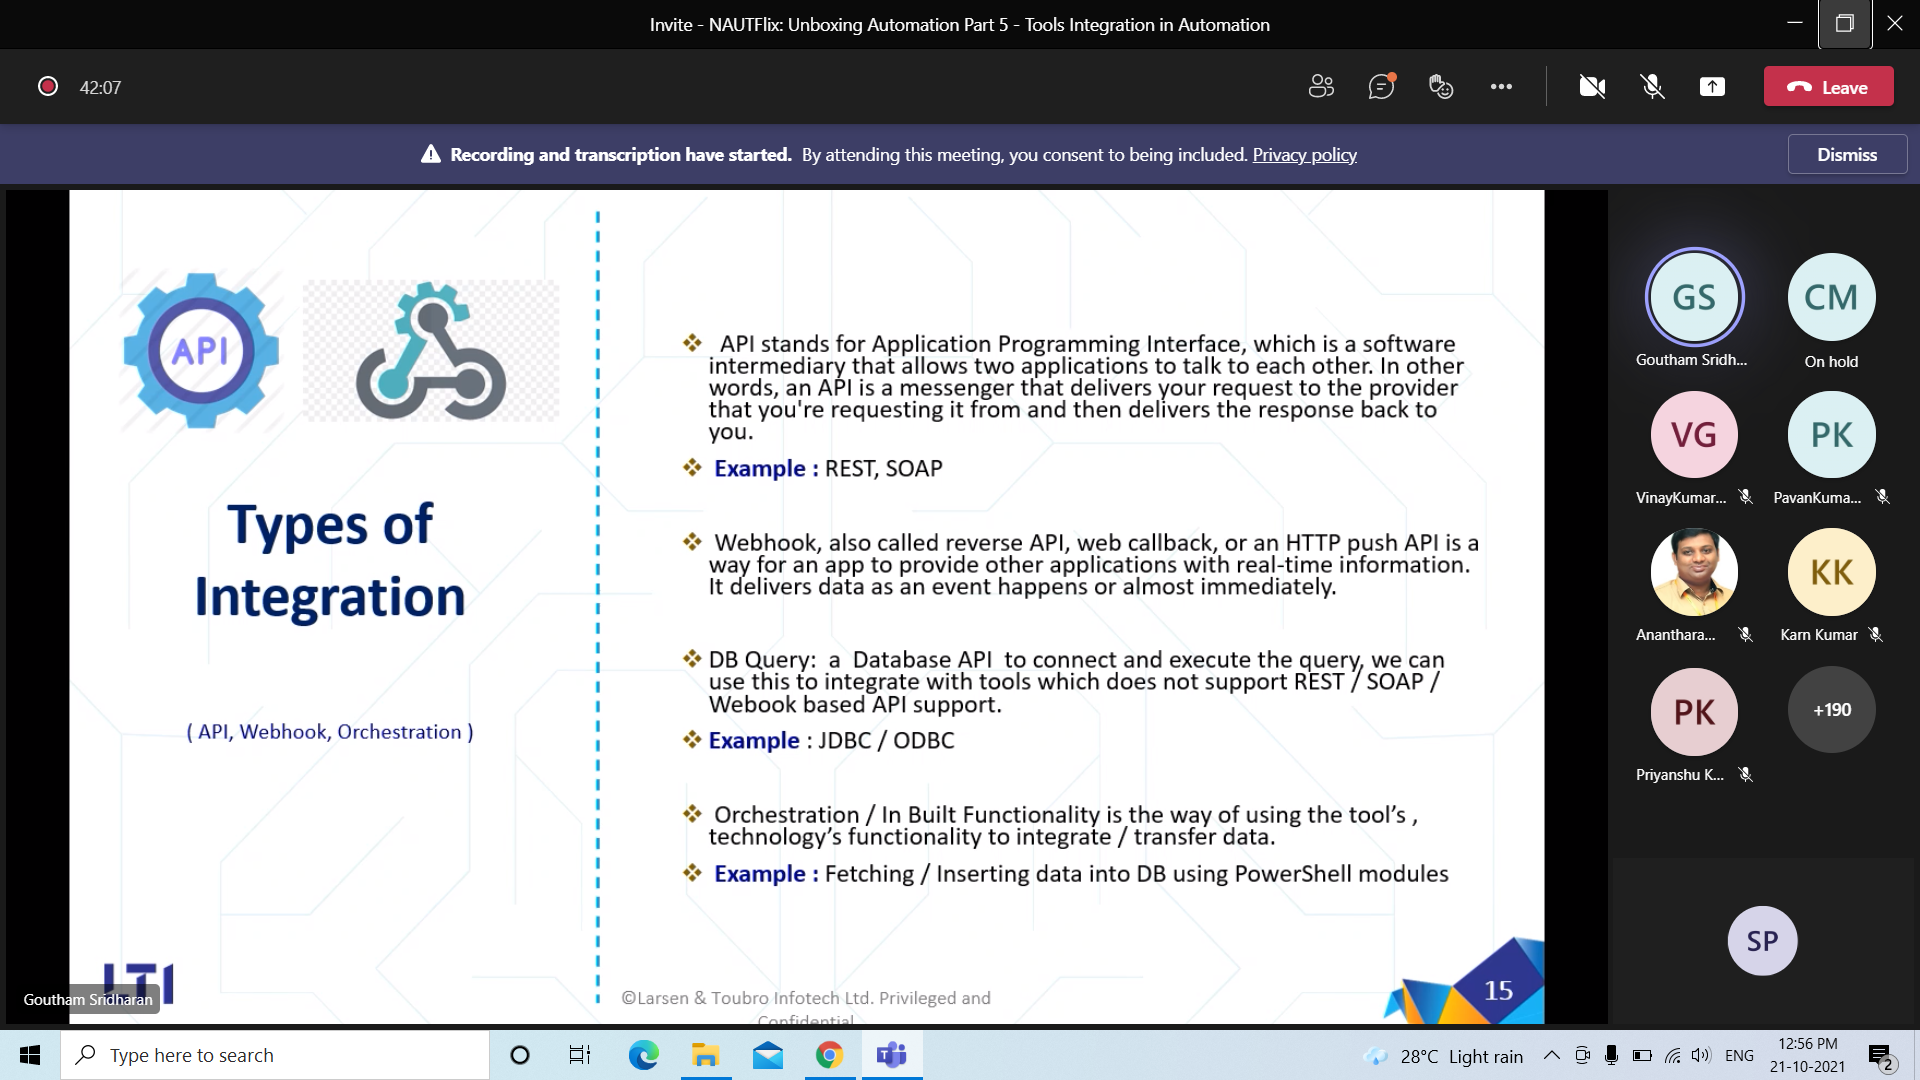 Invite - NAUTFlix: Unboxing Automation Part 5 - Tools Integration in Automation
42:07
Leave
Recording and transcription have started. By attending this meeting, you consent to being included. Privacy policy
Dismiss
API
Types of
Integration
( API, Webhook, Orchestration )
API stands for Application Programming Interface, which is a software
intermediary that allows two applications to talk to each other. In other
words, an API is a messenger that delivers your request to the provider
that you're requesting it from and then delivers the response back to
you.
Example : REST, SOAP
Webhook, also called reverse API, web callback, or an HTTP push API is a
way for an app to provide other applications with real-time information.
It delivers data as an event happens or almost immediately.
DB Query: a Database API to connect and execute the query, we can
use this to integrate with tools which does not support REST / SOAP /
Webook based API support.
Example : JDBC / ODBC
Orchestration / In Built Functionality is the way of using the tool's ,
technology's functionality to integrate / transfer data.
Example : Fetching / Inserting data into DB using PowerShell modules
LTI
Goutham Sridharan
©Larsen & Toubro Infotech Ltd. Privileged and
Confidential
15
GS
Goutham Sridh...
CM
On hold
VG
VinayKumar...
PK
PavanKuma...
Anantharam...
KK
Karn Kumar
PK
Priyanshu K...
+190
SP
Type here to search
28°C Light rain
ENG
12:56 PM
21-10-2021
2